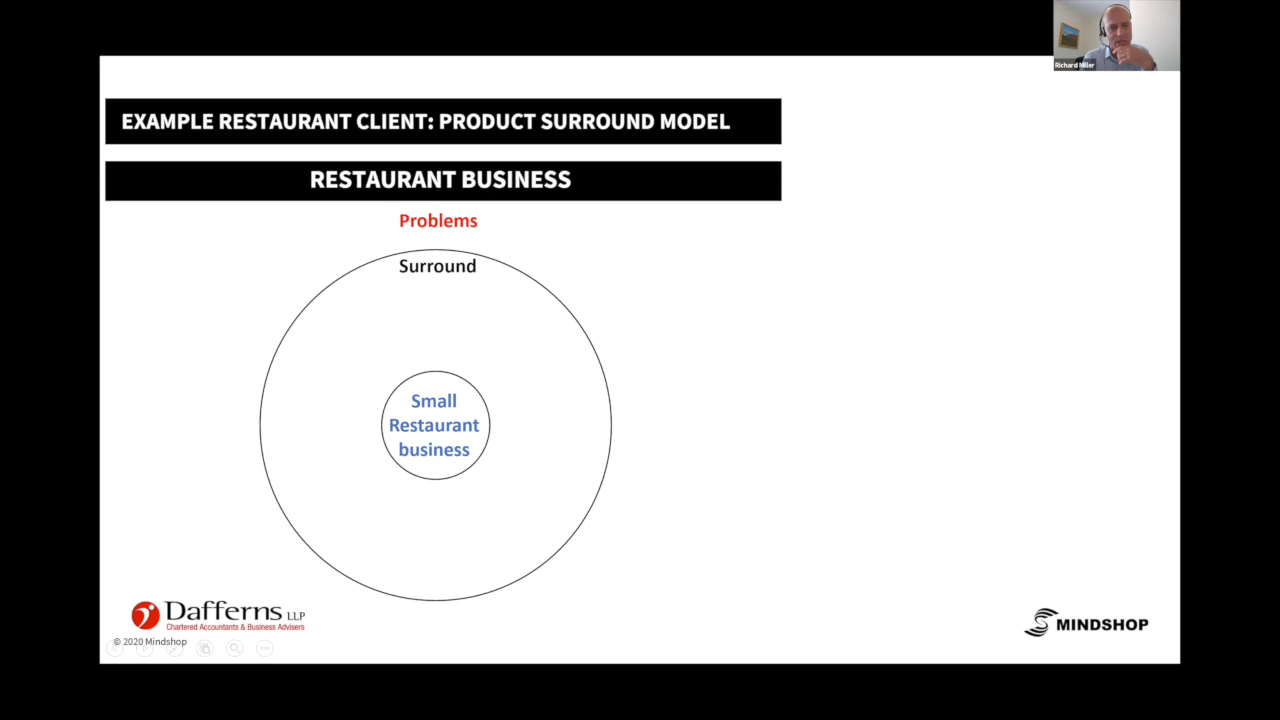 Richard Miller
EXAMPLE RESTAURANT CLIENT: PRODUCT SURROUND MODEL
RESTAURANT BUSINESS
Problems
Surround
Small
Restaurant
business
Dafferns LLP
Chartered Accountants & Business Advisers
© 2020 Mindshop
MINDSHOP